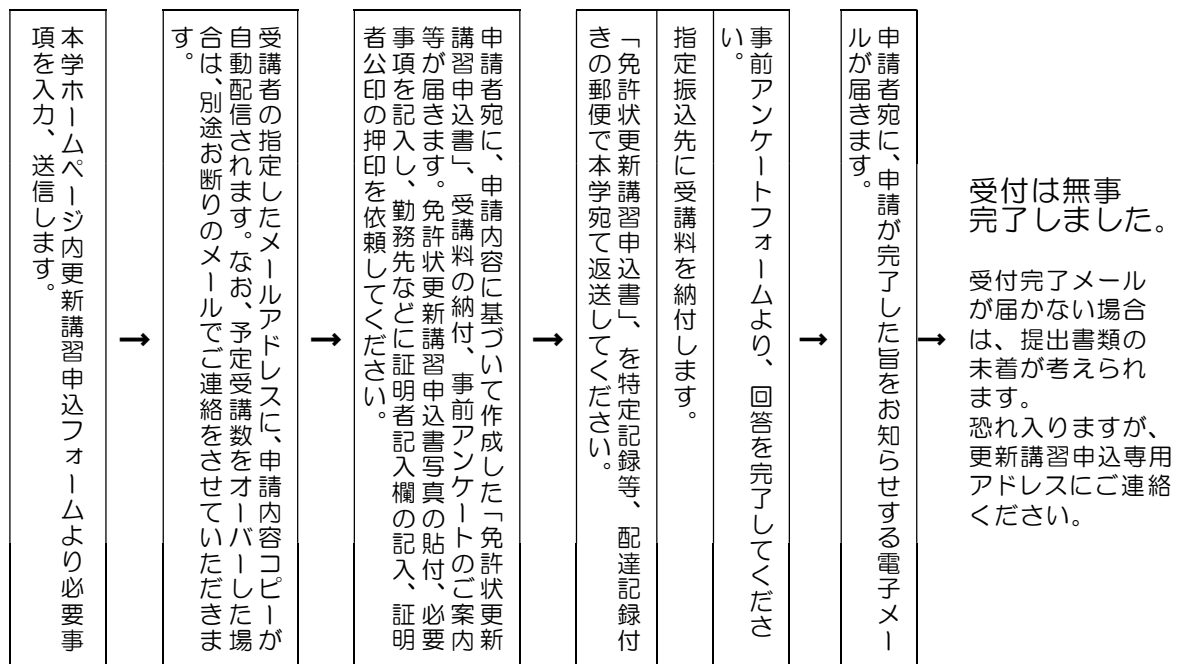 本学ホームページ内更新講習申込フォームより必要事
項を入力、送信します。
→
受講者の指定したメールアドレスに、申請内容コピーが
自動配信されます。なお、予定受講数をオーバーした場
合は、別途お断りのメールでご連絡をさせていただきま
す。
→
申請者宛に、申請内容に基づいて作成した「免許状更新
講習申込書」、受講料の納付、事前アンケートのご案内
等が届きます。免許状更新講習申込書写真の貼付、必要
事項を記入し、勤務先などに証明者記入欄の記入、証明
者公印の押印を依頼してください。
→
「免許状更新講習申込書」、を特定記録等、配達記録付
きの郵便で本学宛て返送してください。
指定振込先に受講料を納付します。
事前アンケートフォームより、回答を完了してくださ
い。
→
申請者宛に、申請が完了した旨をお知らせする電子メー
ルが届きます。
→
受付は無事
完了しました。
受付完了メール
が届かない場合
は、提出書類の
未着が考えられ
ます。
恐れ入りますが、
更新講習申込専用
アドレスにご連絡
ください。